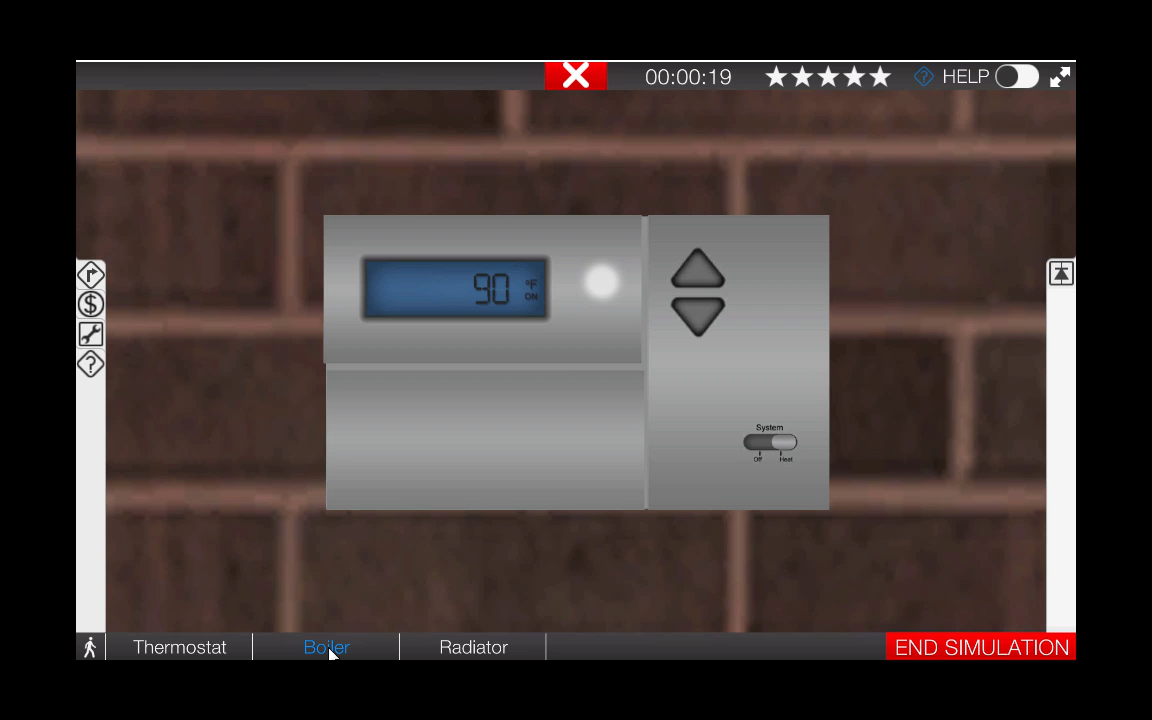 00:00:19
HELP
90 °F
ON
System
Off Heat
Thermostat
Boiler
Radiator
END SIMULATION